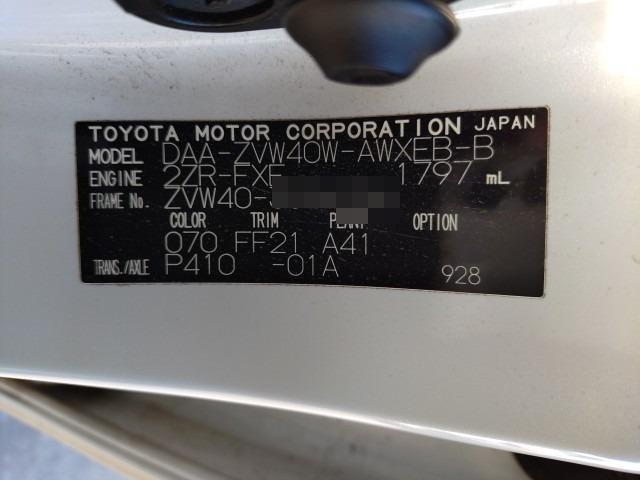 TOYOTA MOTOR CORPORATION JAPAN
MODEL DAA-ZVW40W-AWXEB-B
ENGINE 2ZR-FXE 1797 mL
FRAME No. ZVW40-
COLOR TRIM PLANT OPTION
070 FF21 A41
TRANS./AXLE P410 -01A 928